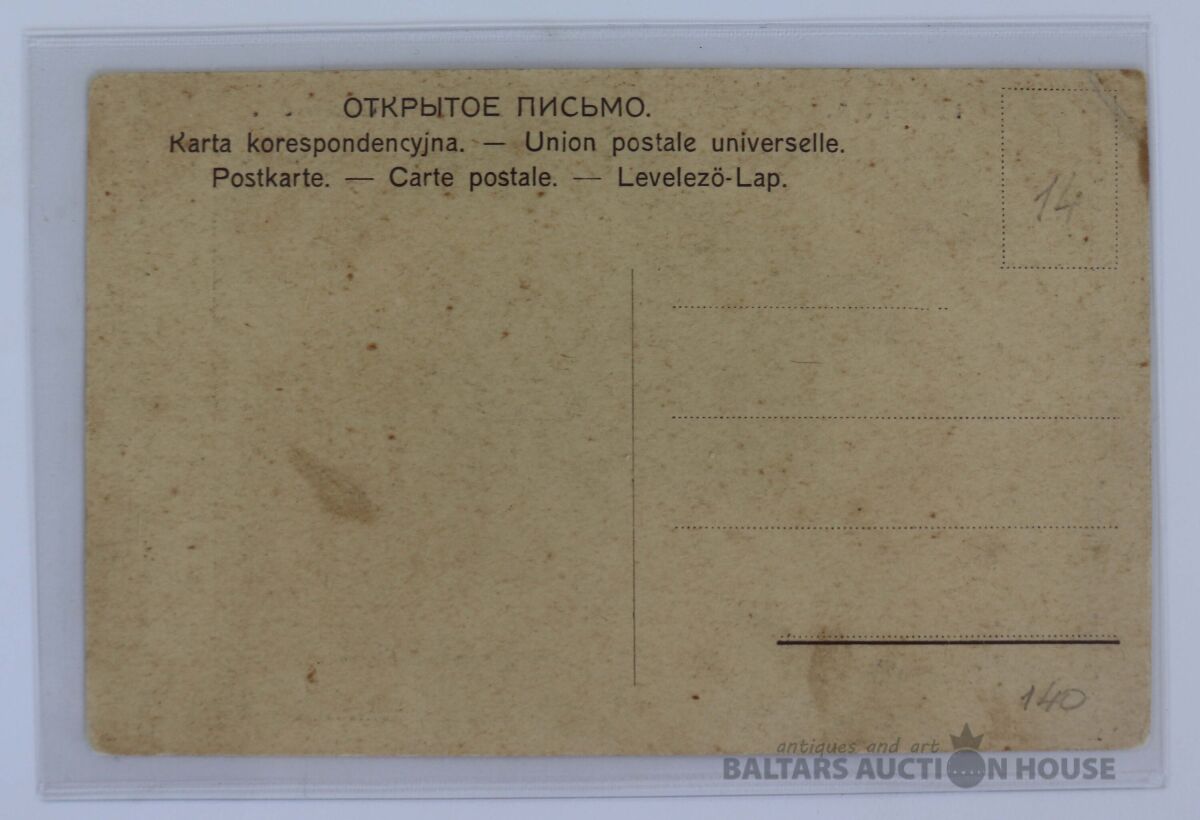 ОТКРЫТОЕ ПИСЬМО.
Karta korespondencyjna. — Union postale universelle.
Postkarte. — Carte postale. — Levelezö-Lap.
14
140
antiques and art
BALTARS AUCTION HOUSE